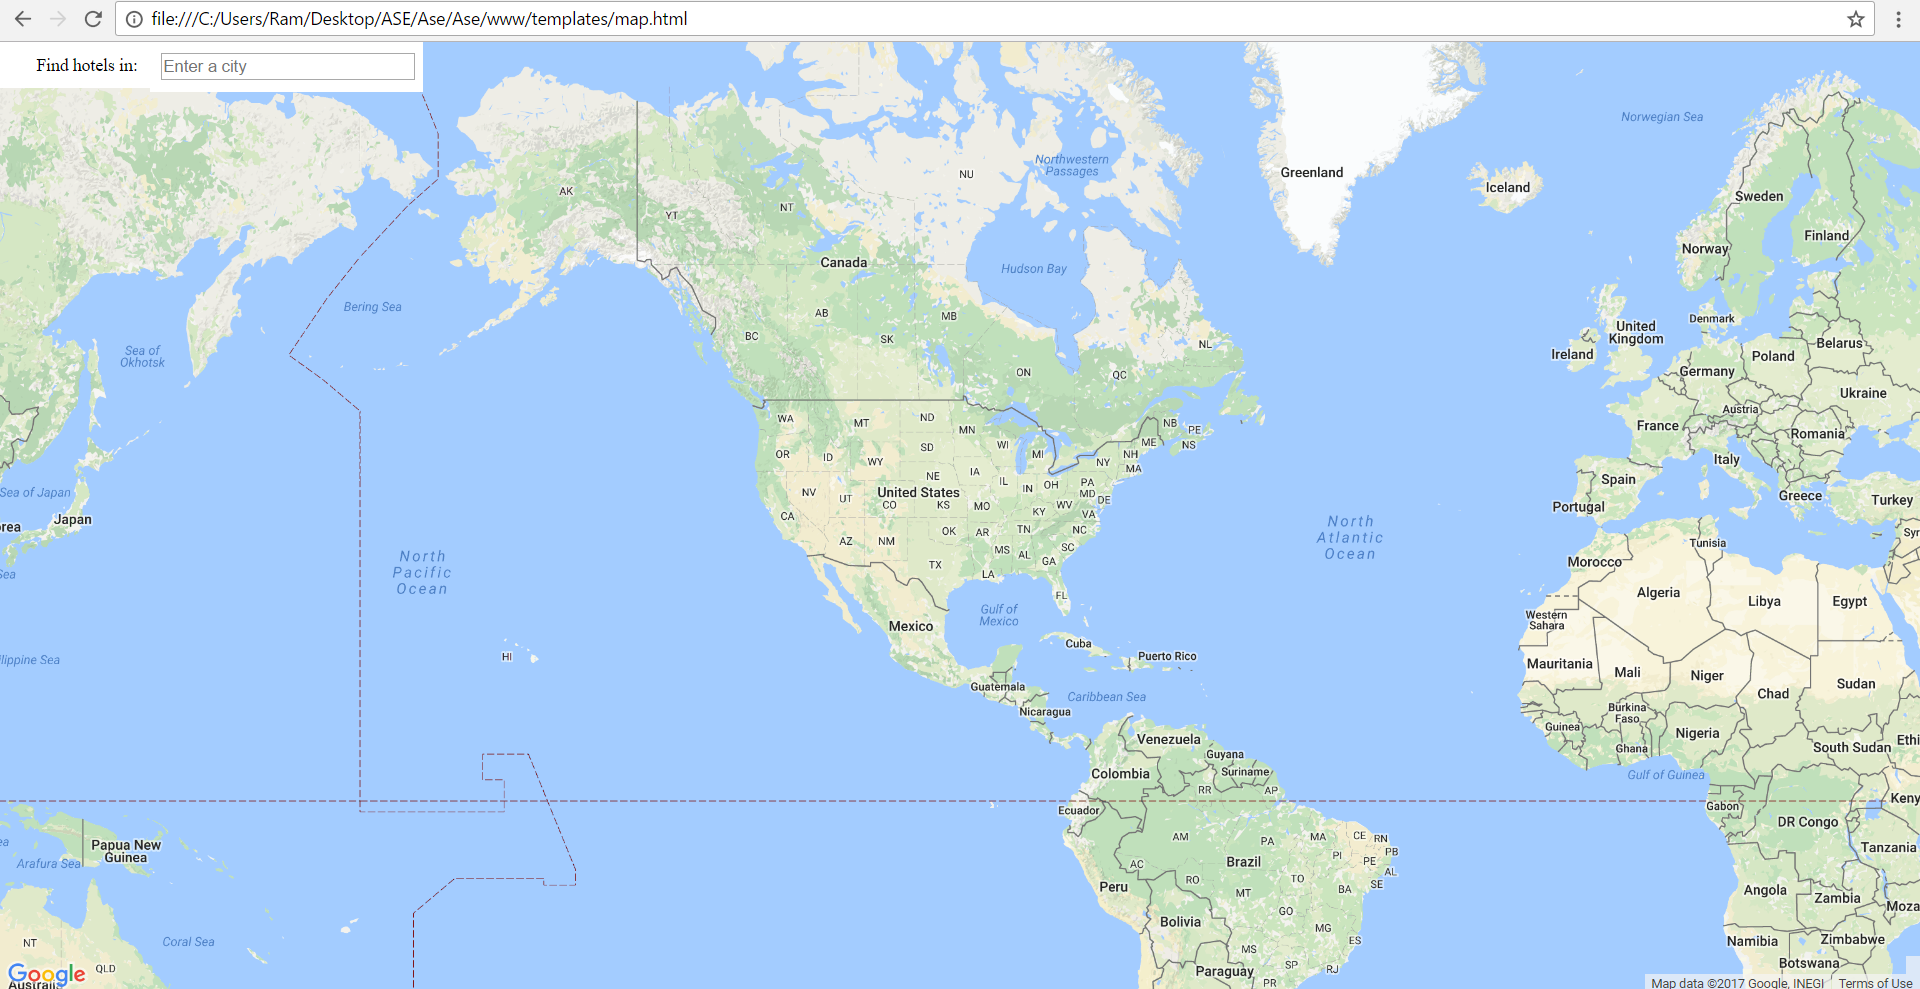 file:///C:/Users/Ram/Desktop/ASE/Ase/Ase/www/templates/map.html
Find hotels in:
Enter a city
Norwegian Sea
Northwestern
Passages
Greenland
NU
Iceland
AK
Sweden
NT
YT
Finland
Norway
Canada
Hudson Bay
Bering Sea
AB
MB
Denmark
United
Kingdom
BC
SK
NL
Belarus
Sea of
Okhotsk
Ireland
Poland
ON
QC
Germany
Ukraine
Austria
WA
MT
ND
MN
NB
PE
NS
France
Romania
OR
ID
WY
SD
WI
MI
ME
NH
MA
NY
Italy
NV
UT
NE
IA
IL
IN
OH
PA
MD
DE
Sea of Japan
United States
Spain
Greece
Turkey
CO
KS
MO
KY
WV
VA
Portugal
CA
Japan
rea
North
Atlantic
Ocean
OK
AR
TN
NC
Syr
AZ
NM
MS
AL
SC
GA
Tunisia
North
Pacific
Ocean
TX
LA
Morocco
Sea
FL
Algeria
Libya
Egypt
Gulf of
Mexico
Mexico
Western
Sahara
Cuba
Puerto Rico
HI
ilippine Sea
Mauritania
Mali
Niger
Chad
Sudan
Guatemala
Caribbean Sea
Nicaragua
Burkina
Faso
Guinea
Nigeria
Venezuela
Ghana
South Sudan
Ethi
Guyana
Colombia
Suriname
Gulf of Guinea
RR
AP
Ecuador
Gabon
Keny
DR Congo
Papua New
Guinea
ea
Arafura Sea
AM
PA
MA
CE
RN
PI
PB
PE
AL
Tanzania
AC
Brazil
RO
TO
SE
Peru
MT
BA
Angola
Zambia
Moza
GO
Bolivia
MG
NT
Coral Sea
MS
ES
Namibia
Zimbabwe
SP
RJ
Botswana
Google
QLD
Australia
Paraguay
PR
Map data ©2017 Google, INEGI
Terms of Use